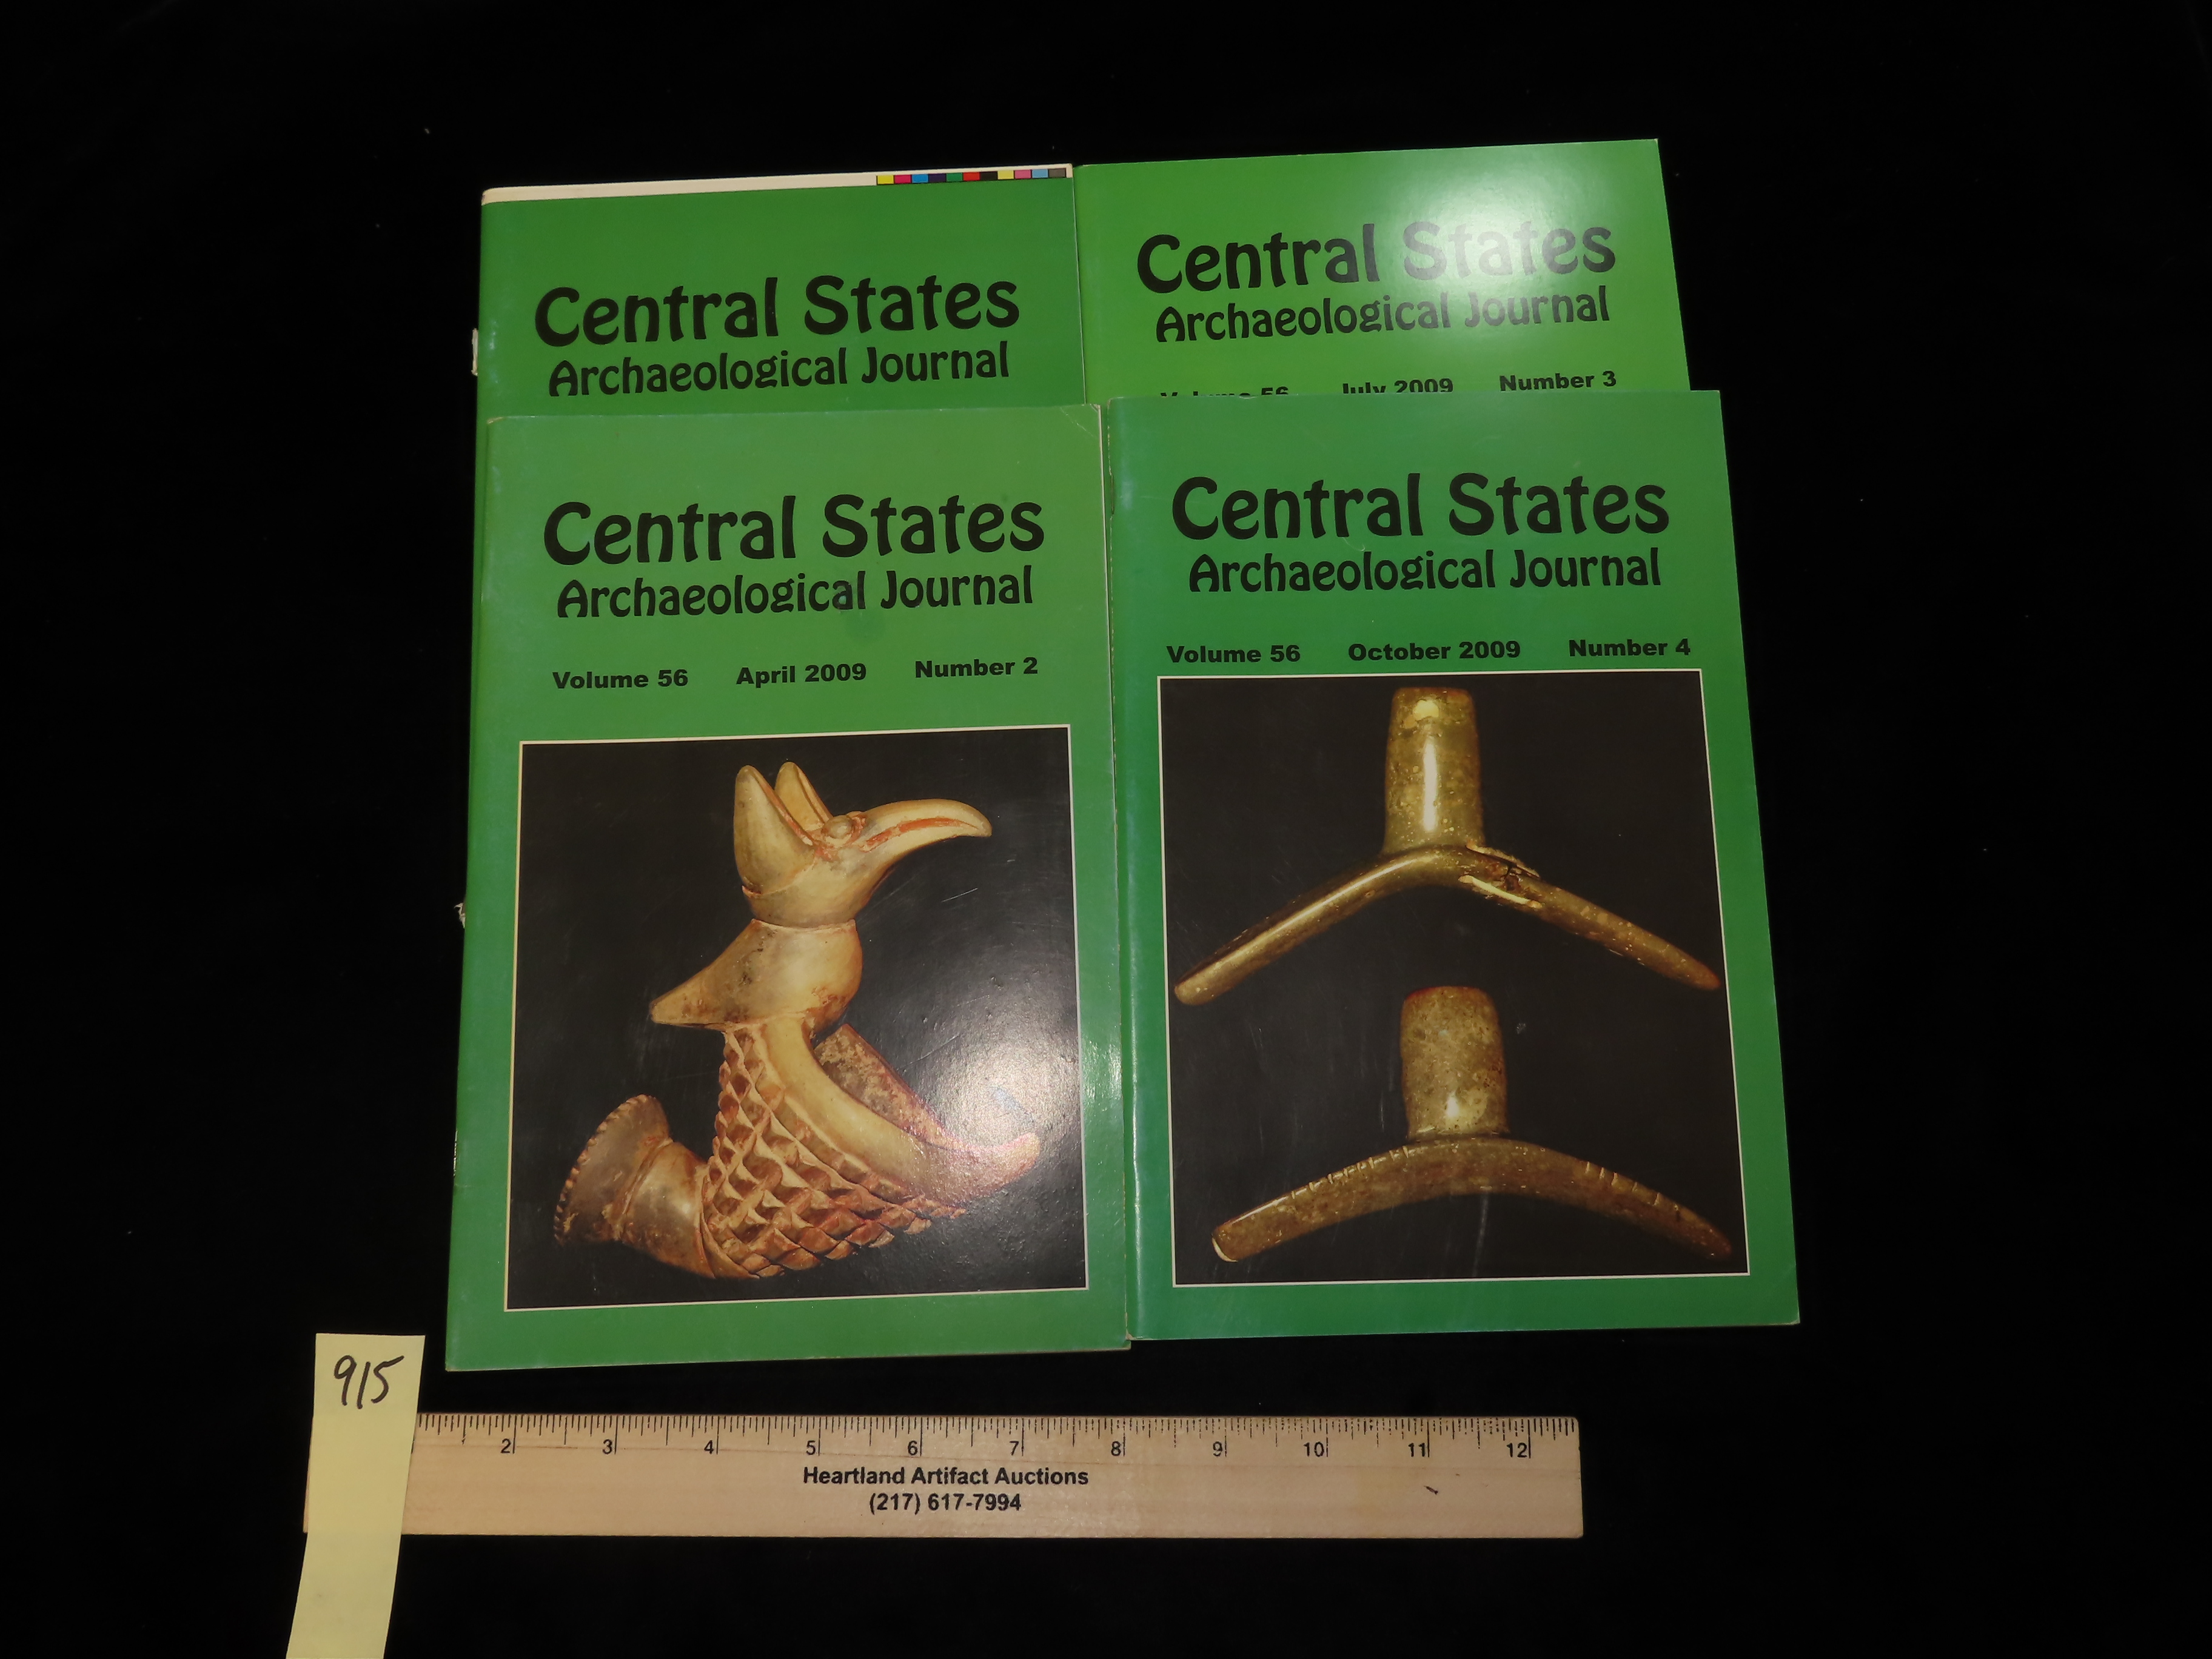 Central States
Archaeological Journal
Central States
Archaeological Journal
Volume 56 July 2009 Number 3
Central States
Archaeological Journal
Volume 56 April 2009 Number 2
Central States
Archaeological Journal
Volume 56 October 2009 Number 4
915
2 3 4 5 6 7 8 9 10 11 12
Heartland Artifact Auctions
(217) 617-7994